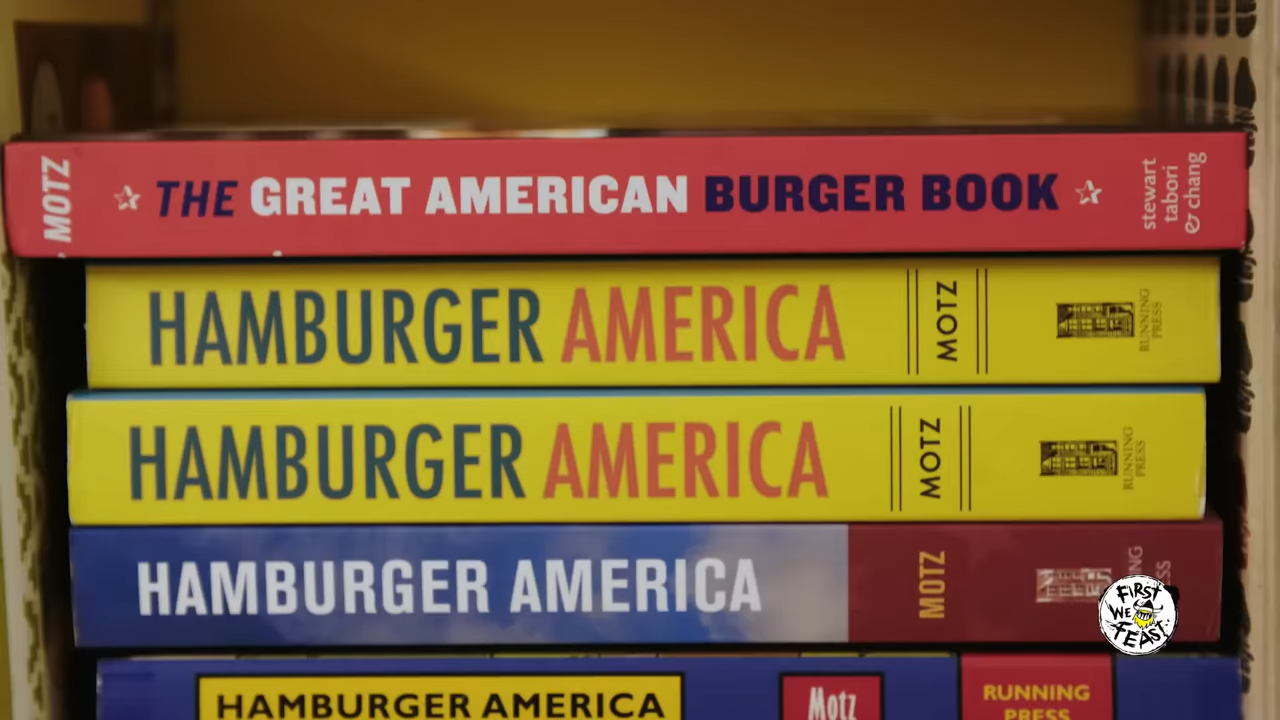 MOTZ THE GREAT AMERICAN BURGER BOOK stewart tabori & chang
HAMBURGER AMERICA MOTZ RUNNING PRESS
HAMBURGER AMERICA MOTZ RUNNING PRESS
HAMBURGER AMERICA MOTZ
FIRST WE FEAST
HAMBURGER AMERICA Motz RUNNING PRESS